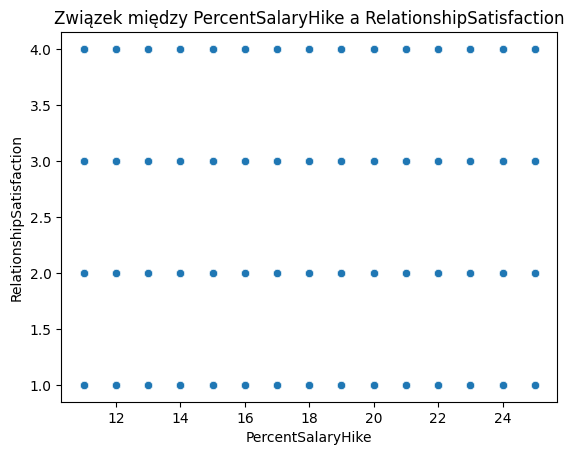 Związek między PercentSalaryHike a RelationshipSatisfaction
4.0
3.5
3.0
2.5
2.0
1.5
1.0
RelationshipSatisfaction
12 14 16 18 20 22 24
PercentSalaryHike